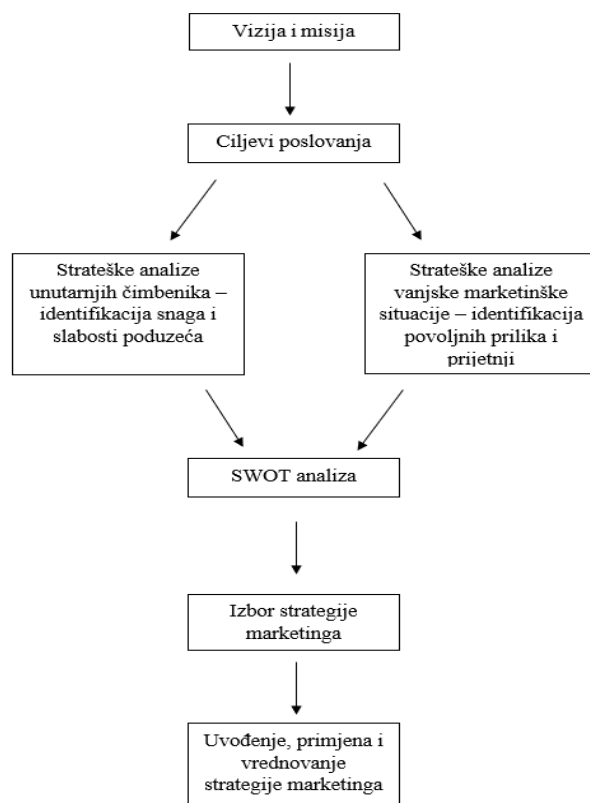 Vizija i misija
Ciljevi poslovanja
Strateške analize
unutarnjih čimbenika –
identifikacija snaga i
slabosti poduzeća
Strateške analize
vanjske marketinške
situacije – identifikacija
povoljnih prilika i
prijetnji
SWOT analiza
Izbor strategije
marketinga
Uvođenje, primjena i
vrednovanje
strategije marketinga